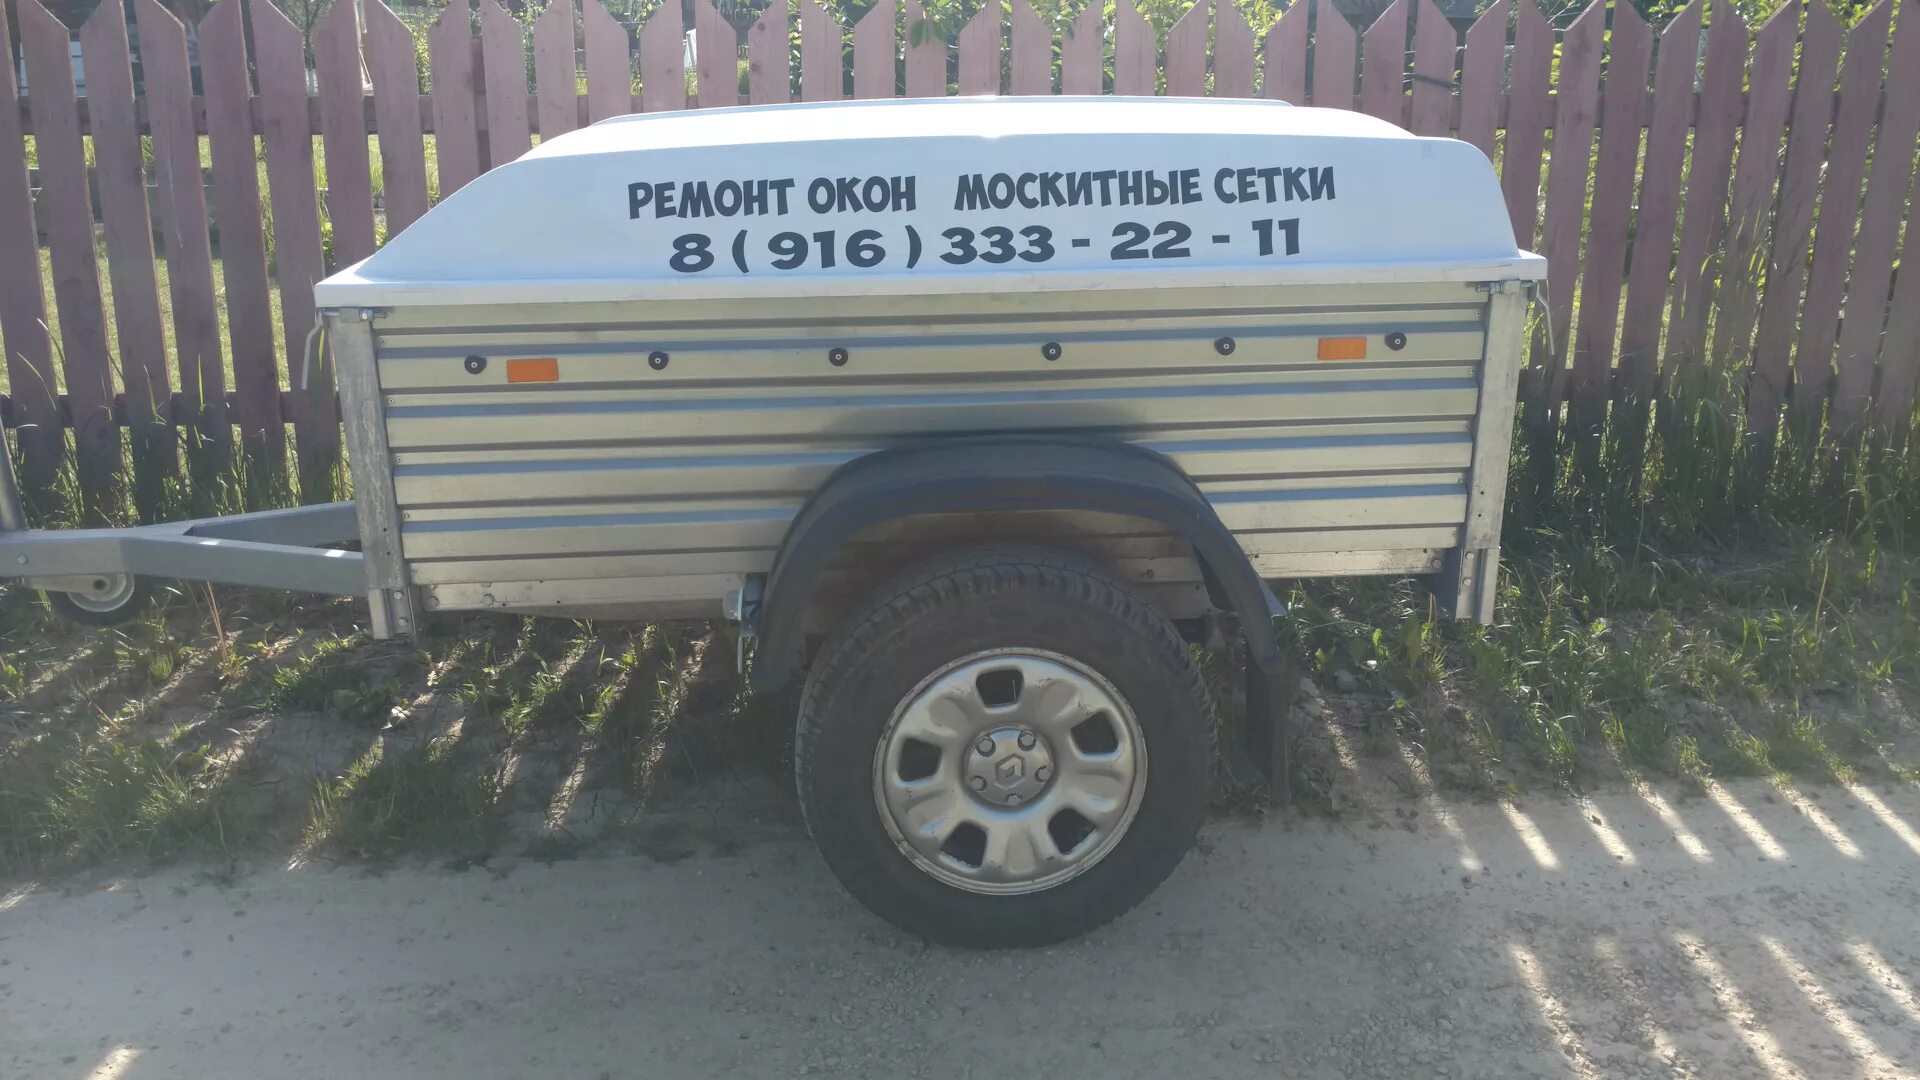 РЕМОНТ ОКОН МОСКИТНЫЕ СЕТКИ
8 (916) 333 - 22 - 11